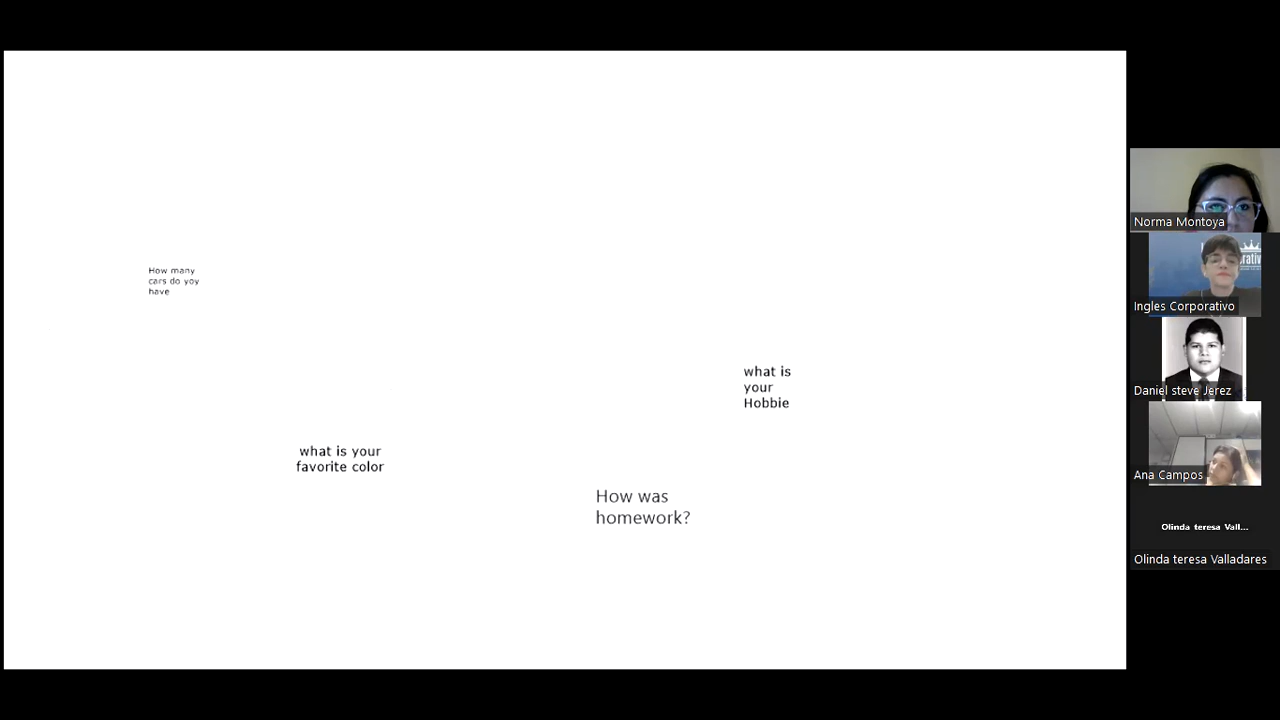 How many
cars do yoy
have
what is
your
Hobbie
what is your
favorite color
How was
homework?
Norma Montoya
Ingles Corporativo
Daniel steve Jerez
Ana Campos
Olinda teresa Vall...
Olinda teresa Valladares